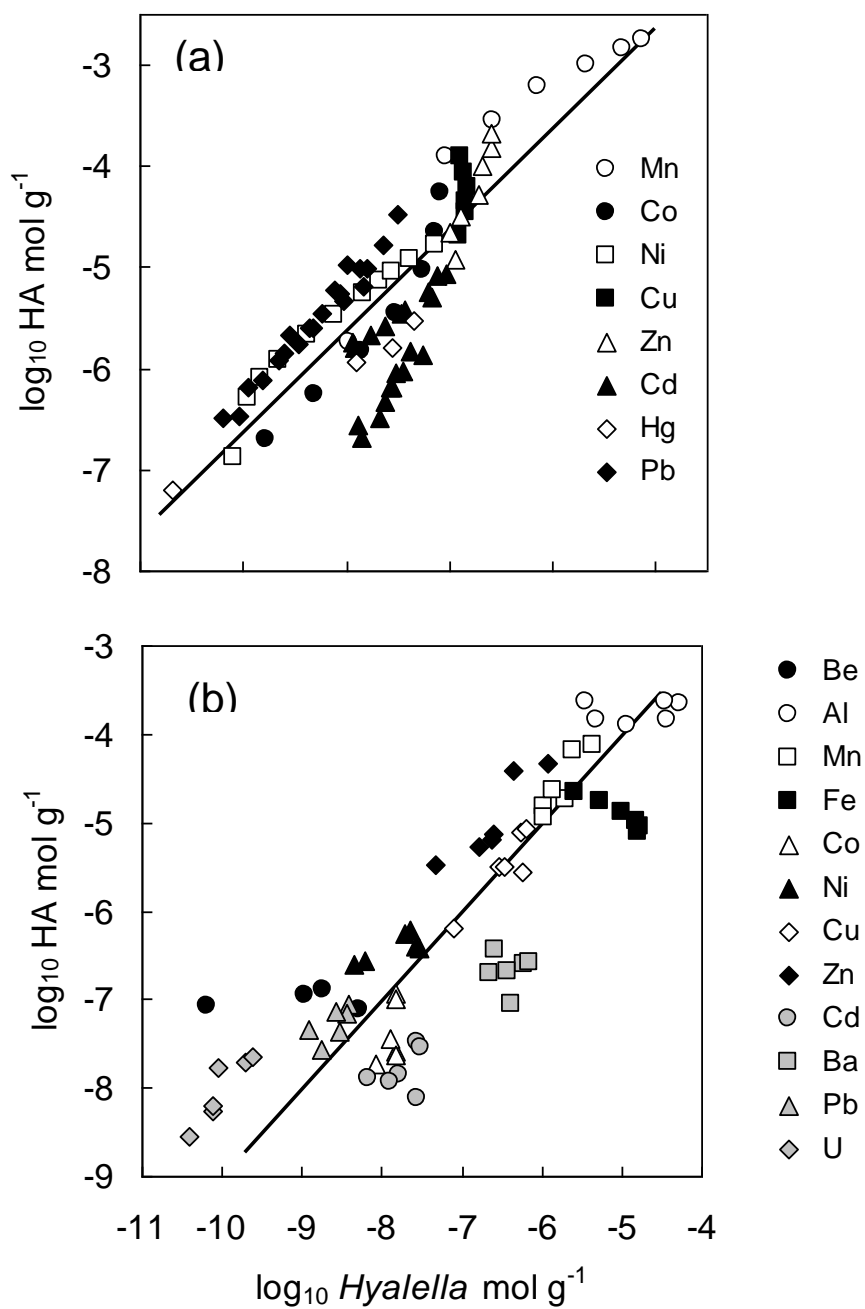 (a)
-3
-4
-5
-6
-7
-8
log₁₀ HA mol g⁻¹
Mn
Co
Ni
Cu
Zn
Cd
Hg
Pb
(b)
-3
-4
-5
-6
-7
-8
-9
log₁₀ HA mol g⁻¹
-11 -10 -9 -8 -7 -6 -5 -4
log₁₀ Hyalella mol g⁻¹
Be
Al
Mn
Fe
Co
Ni
Cu
Zn
Cd
Ba
Pb
U